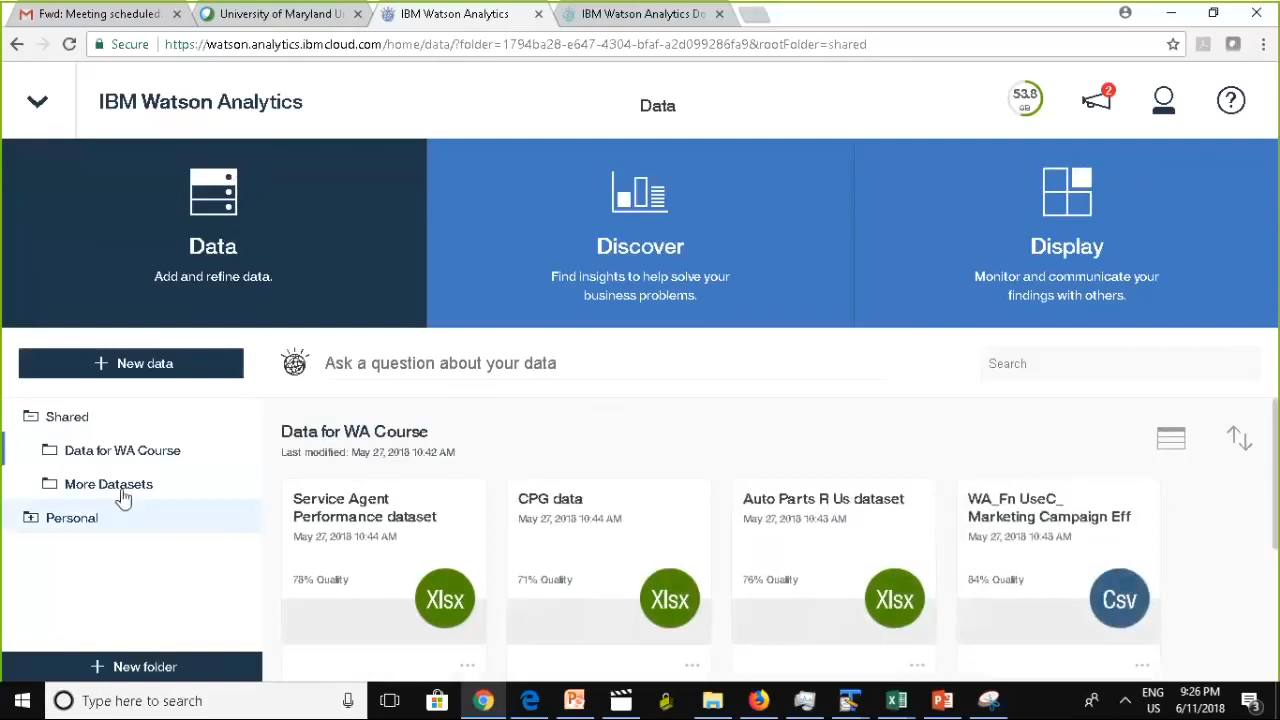 Fwd: Meeting scheduled:
University of Maryland U
IBM Watson Analytics
IBM Watson Analytics Do
Secure
https://watson.analytics.ibmcloud.com/home/data/?folder=1794ba28-e647-4304-bfaf-a2d099286fa9&rootFolder=shared
IBM Watson Analytics
Data
53.8
GB
2
Data
Add and refine data.
Discover
Find insights to help solve your
business problems.
Display
Monitor and communicate your
findings with others.
+ New data
Ask a question about your data
Search
Shared
Data for WA Course
More Datasets
Personal
+ New folder
Data for WA Course
Last modified: May 27, 2018 10:42 AM
Service Agent
Performance dataset
May 27, 2018 10:44 AM
78% Quality
Xlsx
CPG data
May 27, 2018 10:44 AM
71% Quality
Xlsx
Auto Parts R Us dataset
May 27, 2018 10:43 AM
76% Quality
Xlsx
WA_Fn UseC_
Marketing Campaign Eff
May 27, 2018 10:43 AM
84% Quality
Csv
Type here to search
ENG
US
9:26 PM
6/11/2018
3